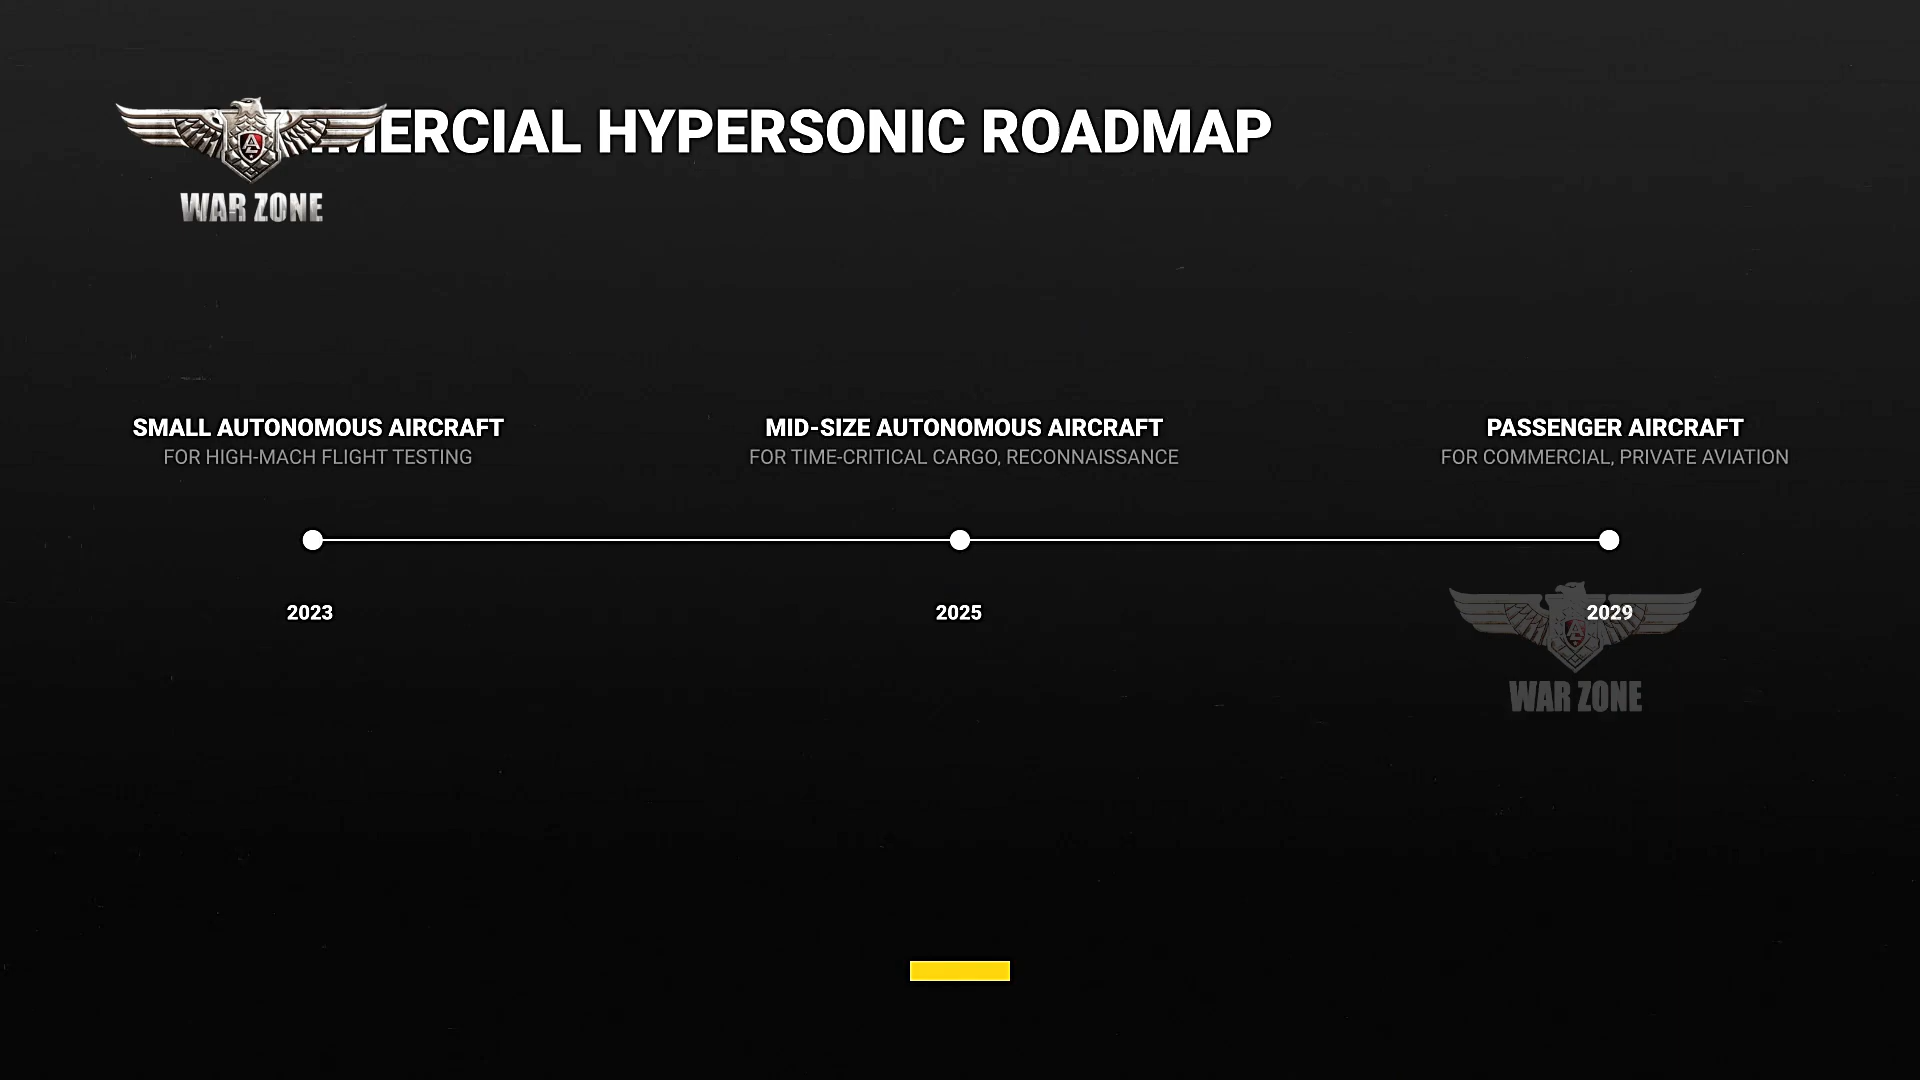 MERCIAL HYPERSONIC ROADMAP
WAR ZONE
SMALL AUTONOMOUS AIRCRAFT
FOR HIGH-MACH FLIGHT TESTING
MID-SIZE AUTONOMOUS AIRCRAFT
FOR TIME-CRITICAL CARGO, RECONNAISSANCE
PASSENGER AIRCRAFT
FOR COMMERCIAL, PRIVATE AVIATION
2023
2025
2029
WAR ZONE